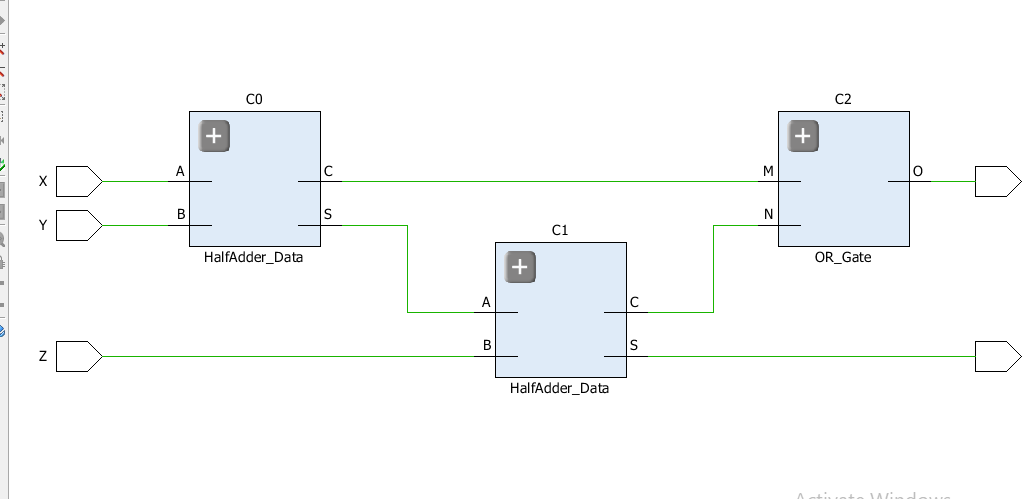 C0
C2
X
A
C
M
O
Y
B
S
N
C1
HalfAdder_Data
OR_Gate
A
C
Z
B
S
HalfAdder_Data
Activate Windows